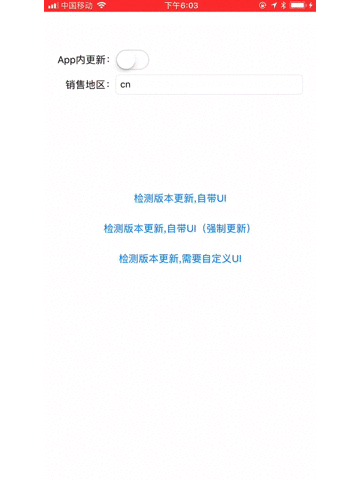 中国移动 下午6:03
App内更新：
销售地区： cn
检测版本更新,自带UI
检测版本更新,自带UI（强制更新）
检测版本更新,需要自定义UI